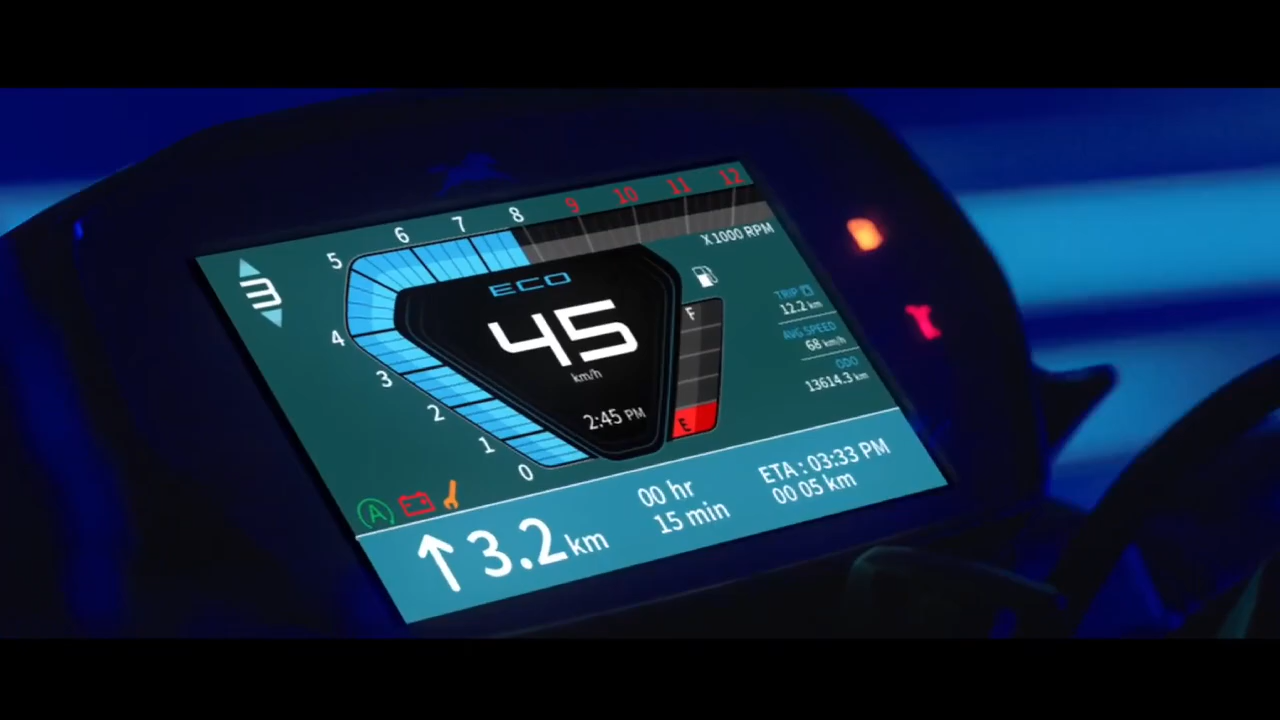 5 6 7 8 9 10 11 12
X1000 RPM
3
ECO
45
km/h
2:45 PM
4
3
2
1
0
F
E
TRIP
12.2 km
AVG SPEED
68 km/h
ODO
13614.3 km
A
3.2 km
00 hr
15 min
ETA : 03:33 PM
00 05 km